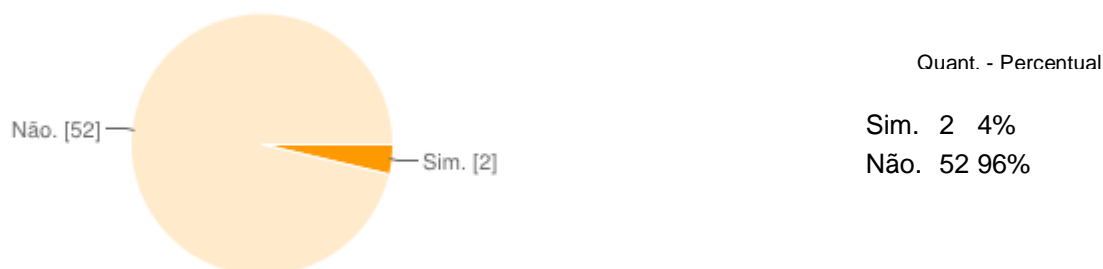 Quant. - Percentual
Não. [52]
Sim. [2]
Sim. 2 4%
Não. 52 96%